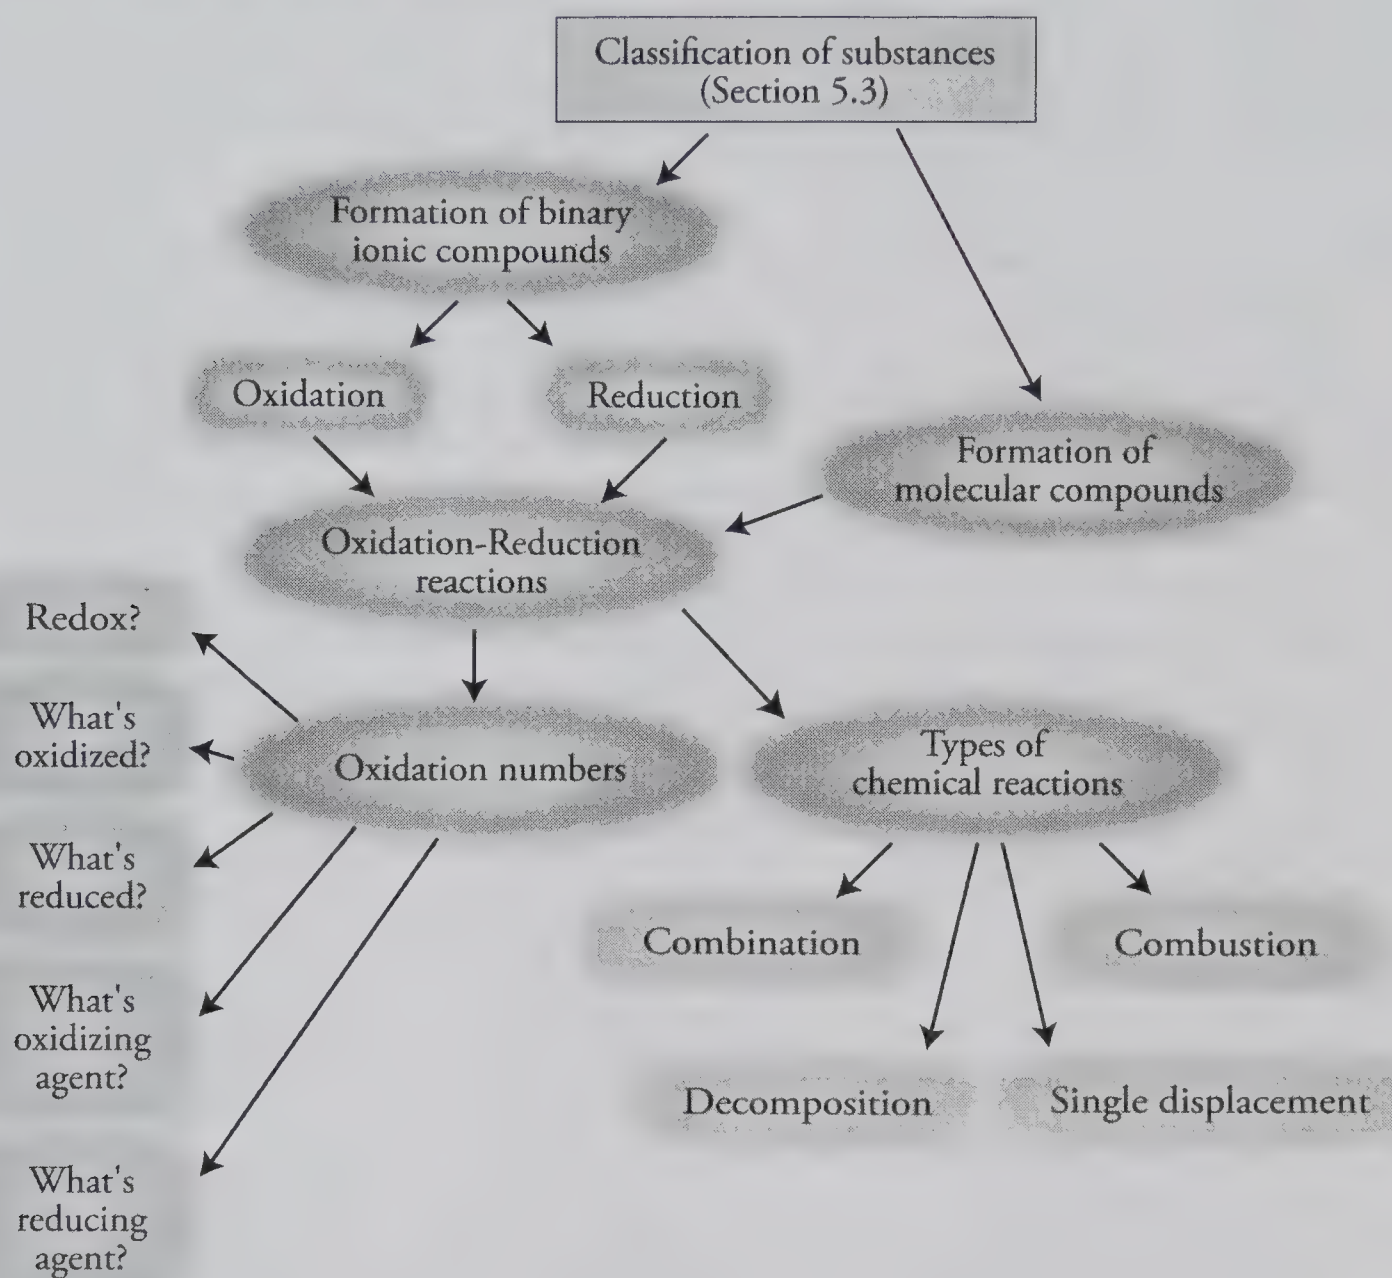 Classification of substances
(Section 5.3)
Formation of binary
ionic compounds
Oxidation
Reduction
Formation of
molecular compounds
Oxidation-Reduction
reactions
Redox?
What's
oxidized?
Oxidation numbers
Types of
chemical reactions
What's
reduced?
Combination
Combustion
What's
oxidizing
agent?
Decomposition
Single displacement
What's
reducing
agent?